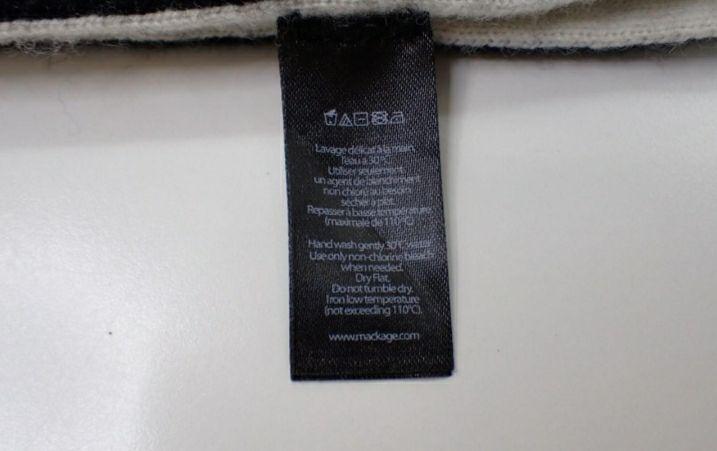 Lavage délicat à la main,
l'eau à 30°C.
Utiliser seulement
un agent de blanchiment
non chloré au besoin
sécher à plat.
Repasser à basse température
(maximale de 110°C)
Hand wash gently 30°C water
Use only non-chlorine bleach
when needed.
Dry Flat.
Do not tumble dry.
Iron low temperature
(not exceeding 110°C).
www.mackage.com